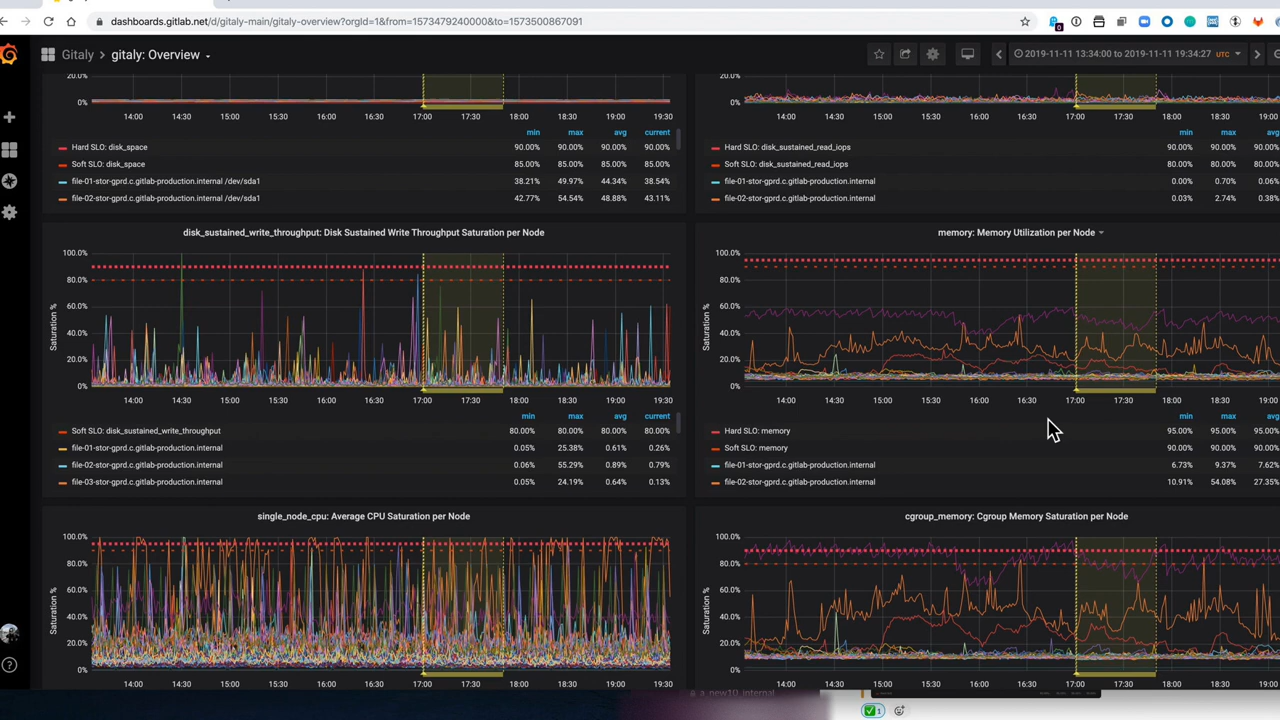 dashboards.gitlab.net/d/gitaly-main/gitaly-overview?orgId=1&from=1573479240000&to=1573500867091
0
Gitaly > gitaly: Overview
2019-11-11 13:34:00 to 2019-11-11 19:34:27 UTC
20.0%
0%
14:00 14:30 15:00 15:30 16:00 16:30 17:00 17:30 18:00 18:30 19:00 19:30
min max avg current
Hard SLO: disk_space 90.00% 90.00% 90.00% 90.00%
Soft SLO: disk_space 85.00% 85.00% 85.00% 85.00%
file-01-stor-gprd.c.gitlab-production.internal /dev/sda1 38.21% 49.97% 44.34% 38.54%
file-02-stor-gprd.c.gitlab-production.internal /dev/sda1 42.77% 54.54% 48.88% 43.11%
20.0%
0%
14:00 14:30 15:00 15:30 16:00 16:30 17:00 17:30 18:00 18:30 19:00
min max avg
Hard SLO: disk_sustained_read_iops 90.00% 90.00% 90.00%
Soft SLO: disk_sustained_read_iops 80.00% 80.00% 80.00%
file-01-stor-gprd.c.gitlab-production.internal 0.00% 0.70% 0.06%
file-02-stor-gprd.c.gitlab-production.internal 0.03% 2.74% 0.38%
disk_sustained_write_throughput: Disk Sustained Write Throughput Saturation per Node
Saturation %
100.0%
80.0%
60.0%
40.0%
20.0%
0%
14:00 14:30 15:00 15:30 16:00 16:30 17:00 17:30 18:00 18:30 19:00 19:30
min max avg current
Soft SLO: disk_sustained_write_throughput 80.00% 80.00% 80.00% 80.00%
file-01-stor-gprd.c.gitlab-production.internal 0.05% 25.38% 0.61% 0.26%
file-02-stor-gprd.c.gitlab-production.internal 0.06% 55.29% 0.89% 0.79%
file-03-stor-gprd.c.gitlab-production.internal 0.05% 24.19% 0.64% 0.13%
memory: Memory Utilization per Node
Saturation %
100.0%
80.0%
60.0%
40.0%
20.0%
0%
14:00 14:30 15:00 15:30 16:00 16:30 17:00 17:30 18:00 18:30 19:00
min max avg
Hard SLO: memory 95.00% 95.00% 95.00%
Soft SLO: memory 90.00% 90.00% 90.00%
file-01-stor-gprd.c.gitlab-production.internal 6.73% 9.37% 7.62%
file-02-stor-gprd.c.gitlab-production.internal 10.91% 54.08% 27.35%
single_node_cpu: Average CPU Saturation per Node
Saturation %
100.0%
80.0%
60.0%
40.0%
20.0%
0%
14:00 14:30 15:00 15:30 16:00 16:30 17:00 17:30 18:00 18:30 19:00 19:30
cgroup_memory: Cgroup Memory Saturation per Node
Saturation %
100.0%
80.0%
60.0%
40.0%
20.0%
0%
14:00 14:30 15:00 15:30 16:00 16:30 17:00 17:30 18:00 18:30 19:00
1